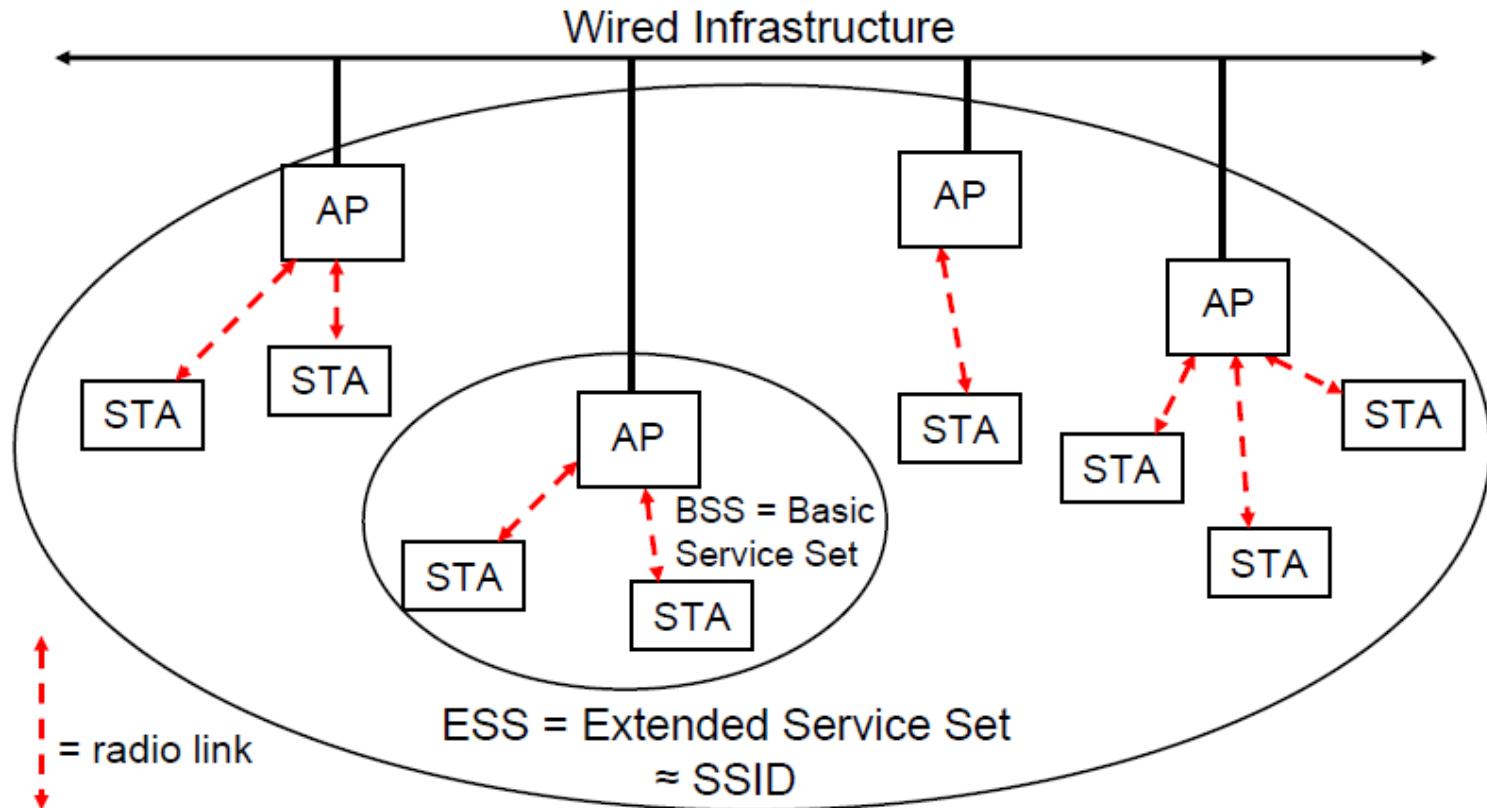 Wired Infrastructure
AP
AP
AP
AP
STA
STA
STA
STA
STA
STA
BSS = Basic
Service Set
STA
STA
ESS = Extended Service Set
≈ SSID
= radio link